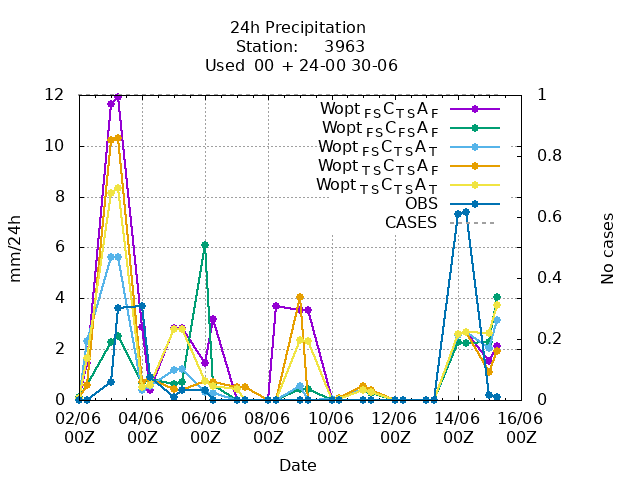 24h Precipitation
Station: 3963
Used 00 + 24-00 30-06
12 1
10 0.8
8 0.6
6 0.4
4 0.2
2
0 0
mm/24h
No cases
Wopt FS C TS A F
Wopt FS C FS A F
Wopt FS C TS A T
Wopt TS C TS A F
Wopt TS C TS A T
OBS
CASES
02/06 04/06 06/06 08/06 10/06 12/06 14/06 16/06
00Z 00Z 00Z 00Z 00Z 00Z 00Z 00Z
Date